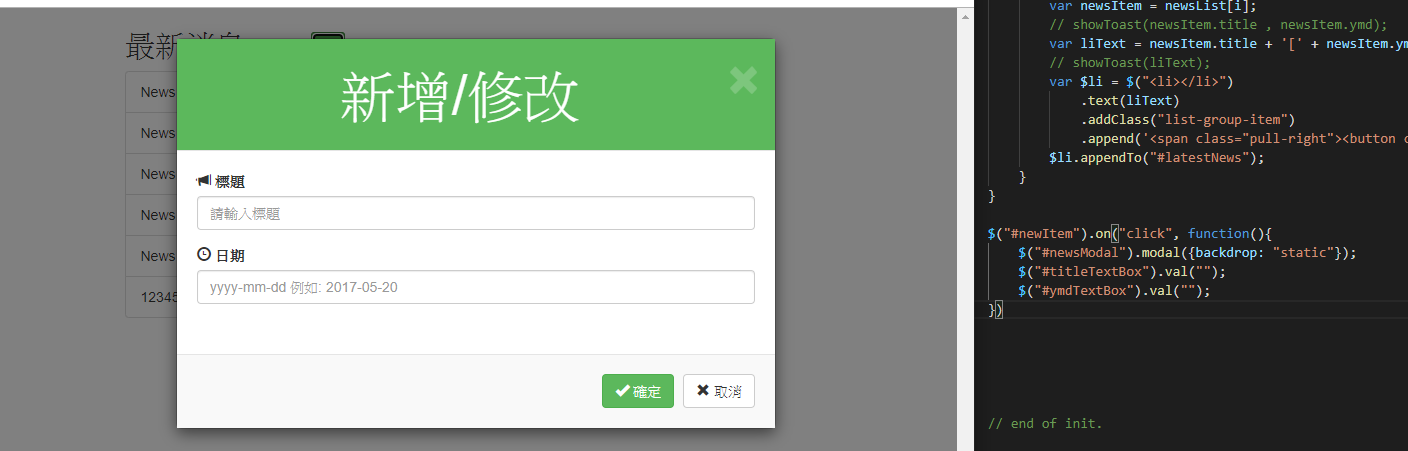 最新消息
新增/修改
News
News
News
News
News
12345
標題
請輸入標題
日期
yyyy-mm-dd 例如: 2017-05-20
確定
取消
var newsItem = newsList[i];
// showToast(newsItem.title , newsItem.ymd);
var liText = newsItem.title + '[' + newsItem.ym
// showToast(liText);
var $li = $("<li></li>")
.text(liText)
.addClass("list-group-item")
.append('<span class="pull-right"><button c
$li.appendTo("#latestNews");
}
}
$("#newItem").on("click", function(){
$("#newsModal").modal({backdrop: "static"});
$("#titleTextBox").val("");
$("#ymdTextBox").val("");
})
// end of init.